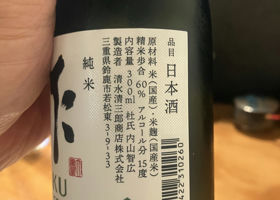 品目 日本酒
原材料 米(国産)・米麹(国産米)
精米歩合 60% アルコール分 15度
内容量 300ml 杜氏 内山智広
製造者 清水清三郎商店株式会社
三重県鈴鹿市若松東3-9-33
純米
作
KU
422310260